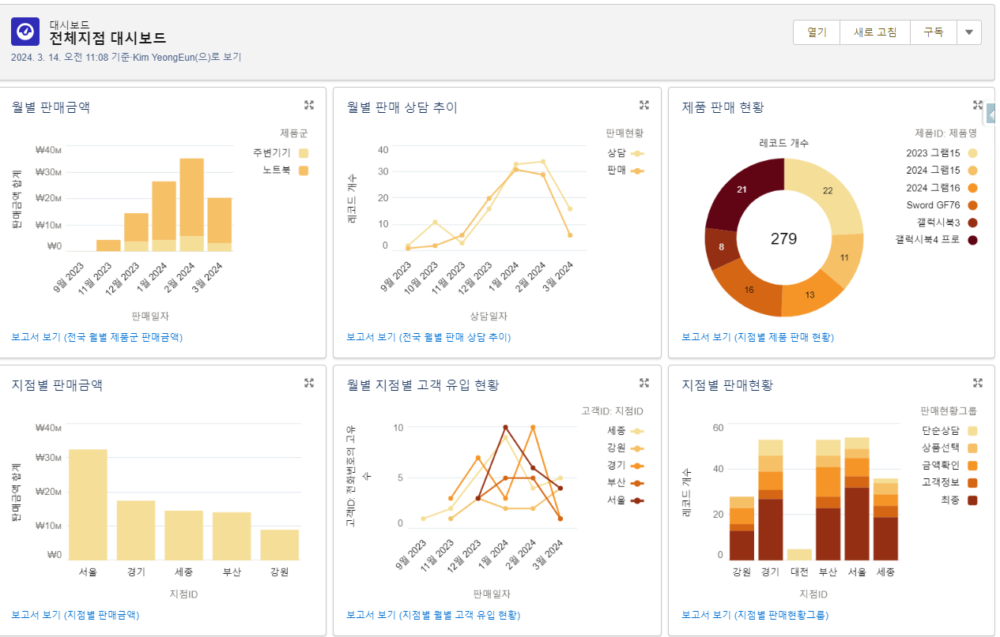 대시보드
전체지점 대시보드
2024. 3. 14. 오전 11:08 기준·Kim YeongEun(으)로 보기
열기
새로 고침
구독
월별 판매금액
제품군
주변기기
노트북
판매금액 합계
₩40M
₩30M
₩20M
₩10M
₩0
9월 2023
11월 2023
12월 2023
1월 2024
2월 2024
3월 2024
판매일자
보고서 보기 (전국 월별 제품군 판매금액)
월별 판매 상담 추이
판매현황
상담
판매
레코드 개수
40
30
20
10
0
9월 2023
10월 2023
11월 2023
12월 2023
1월 2024
2월 2024
3월 2024
상담일자
보고서 보기 (전국 월별 판매 상담 추이)
제품 판매 현황
제품ID: 제품명
레코드 개수
2023 그램15
2024 그램15
2024 그램16
Sword GF76
갤럭시북3
갤럭시북4 프로
22
11
13
16
8
21
279
보고서 보기 (지점별 제품 판매 현황)
지점별 판매금액
판매금액 합계
₩40M
₩30M
₩20M
₩10M
₩0
서울
경기
세종
부산
강원
지점ID
보고서 보기 (지점별 판매금액)
월별 지점별 고객 유입 현황
고객ID: 지점ID
세종
강원
경기
부산
서울
고객ID: 전화번호의 고유
수
10
5
0
9월 2023
11월 2023
12월 2023
1월 2024
2월 2024
3월 2024
판매일자
보고서 보기 (지점별 월별 고객 유입 현황)
지점별 판매현황
판매현황그룹
단순상담
상품선택
금액확인
고객정보
최종
레코드 개수
60
40
20
0
강원
경기
대전
부산
서울
세종
지점ID
보고서 보기 (지점별 판매현황그룹)